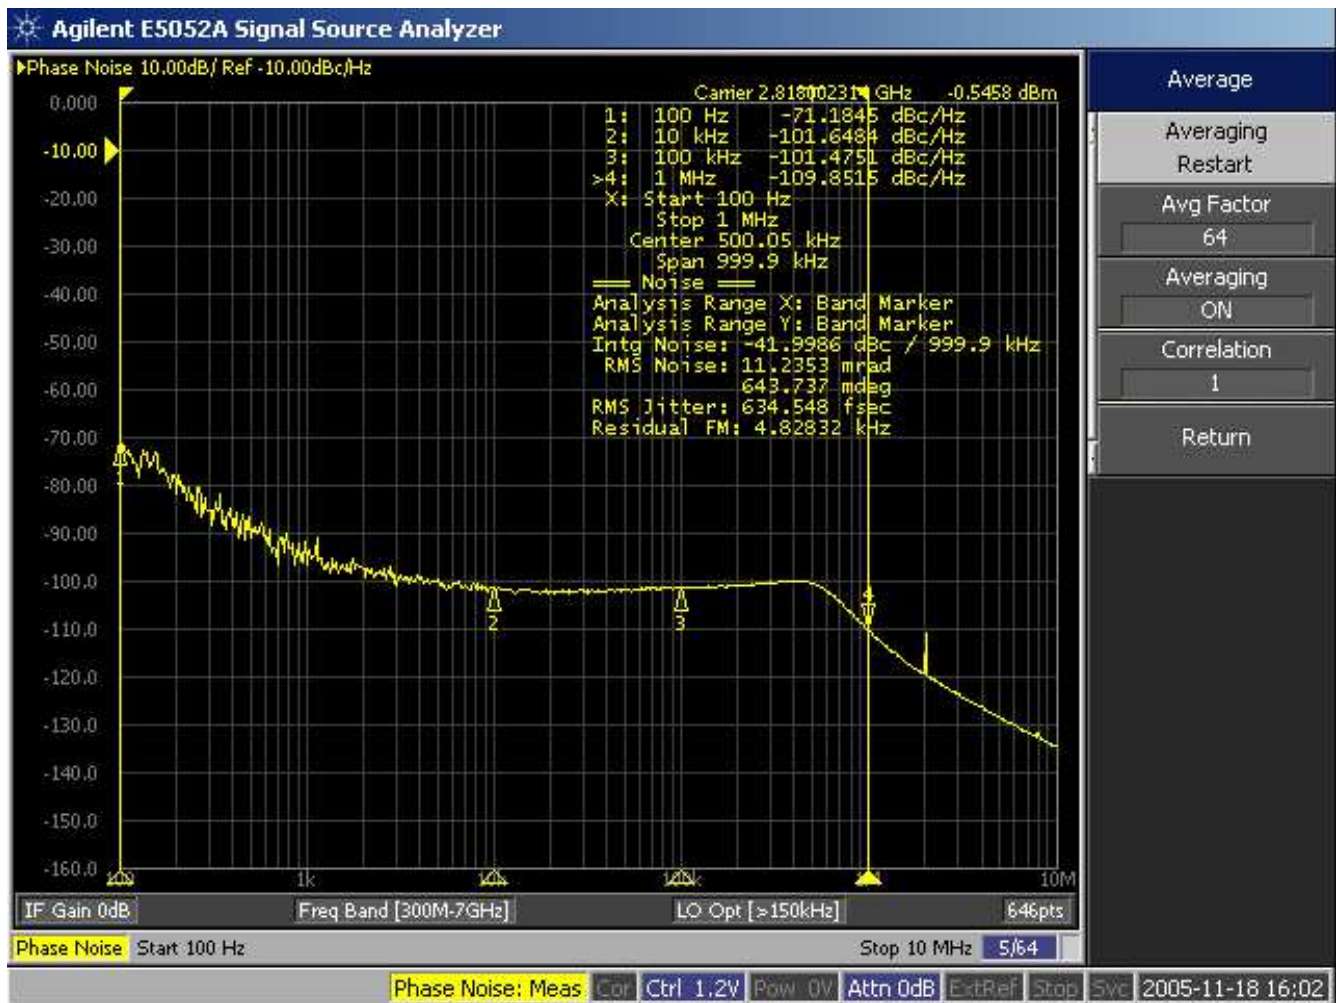 Agilent E5052A Signal Source Analyzer
▶Phase Noise 10.00dB/ Ref -10.00dBc/Hz
Carrier GHz -0.5458 dBm
1: 100 Hz -71.1845 dBc/Hz
2: 10 kHz -101.6484 dBc/Hz
3: 100 kHz -101.4751 dBc/Hz
>4: 1 MHz -109.8515 dBc/Hz
X: Start 100 Hz
Stop 1 MHz
Center 500.05 kHz
Span 999.9 kHz
=== Noise ===
Analysis Range X: Band Marker
Analysis Range Y: Band Marker
Intg Noise: -41.9986 dBc / 999.9 kHz
RMS Noise: 11.2353 mrad
643.737 mdeg
RMS Jitter: 634.548 fsec
Residual FM: 4.82832 kHz
0.000
-10.00
-20.00
-30.00
-40.00
-50.00
-60.00
-70.00
-80.00
-90.00
-100.0
-110.0
-120.0
-130.0
-140.0
-150.0
-160.0
2
3
4
1k
10M
IF Gain 0dB Freq Band [300M-7GHz] LO Opt [>150kHz] 646pts
Phase Noise Start 100 Hz Stop 10 MHz 5/64
Phase Noise: Meas Cor Ctrl 1.2V Pow 0V Attn 0dB ExtRef Stop Svc 2005-11-18 16:02
Average
Averaging
Restart
Avg Factor
64
Averaging
ON
Correlation
1
Return